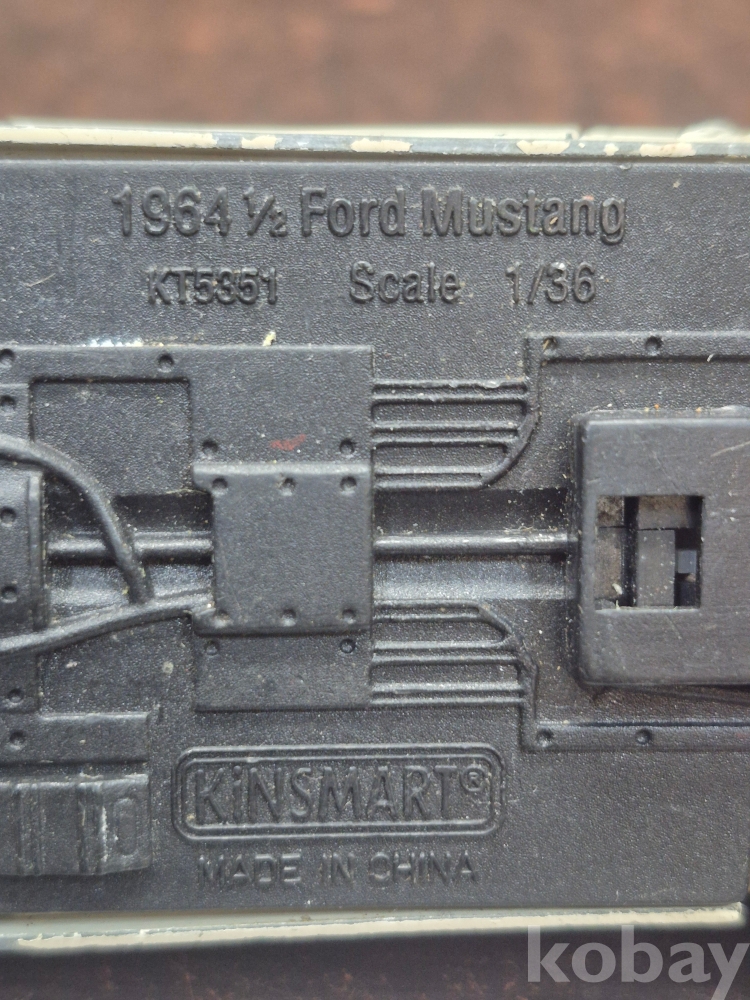 1964 ½ Ford Mustang
KT5351 Scale 1/36
KiNSMART®
MADE IN CHINA
kobay